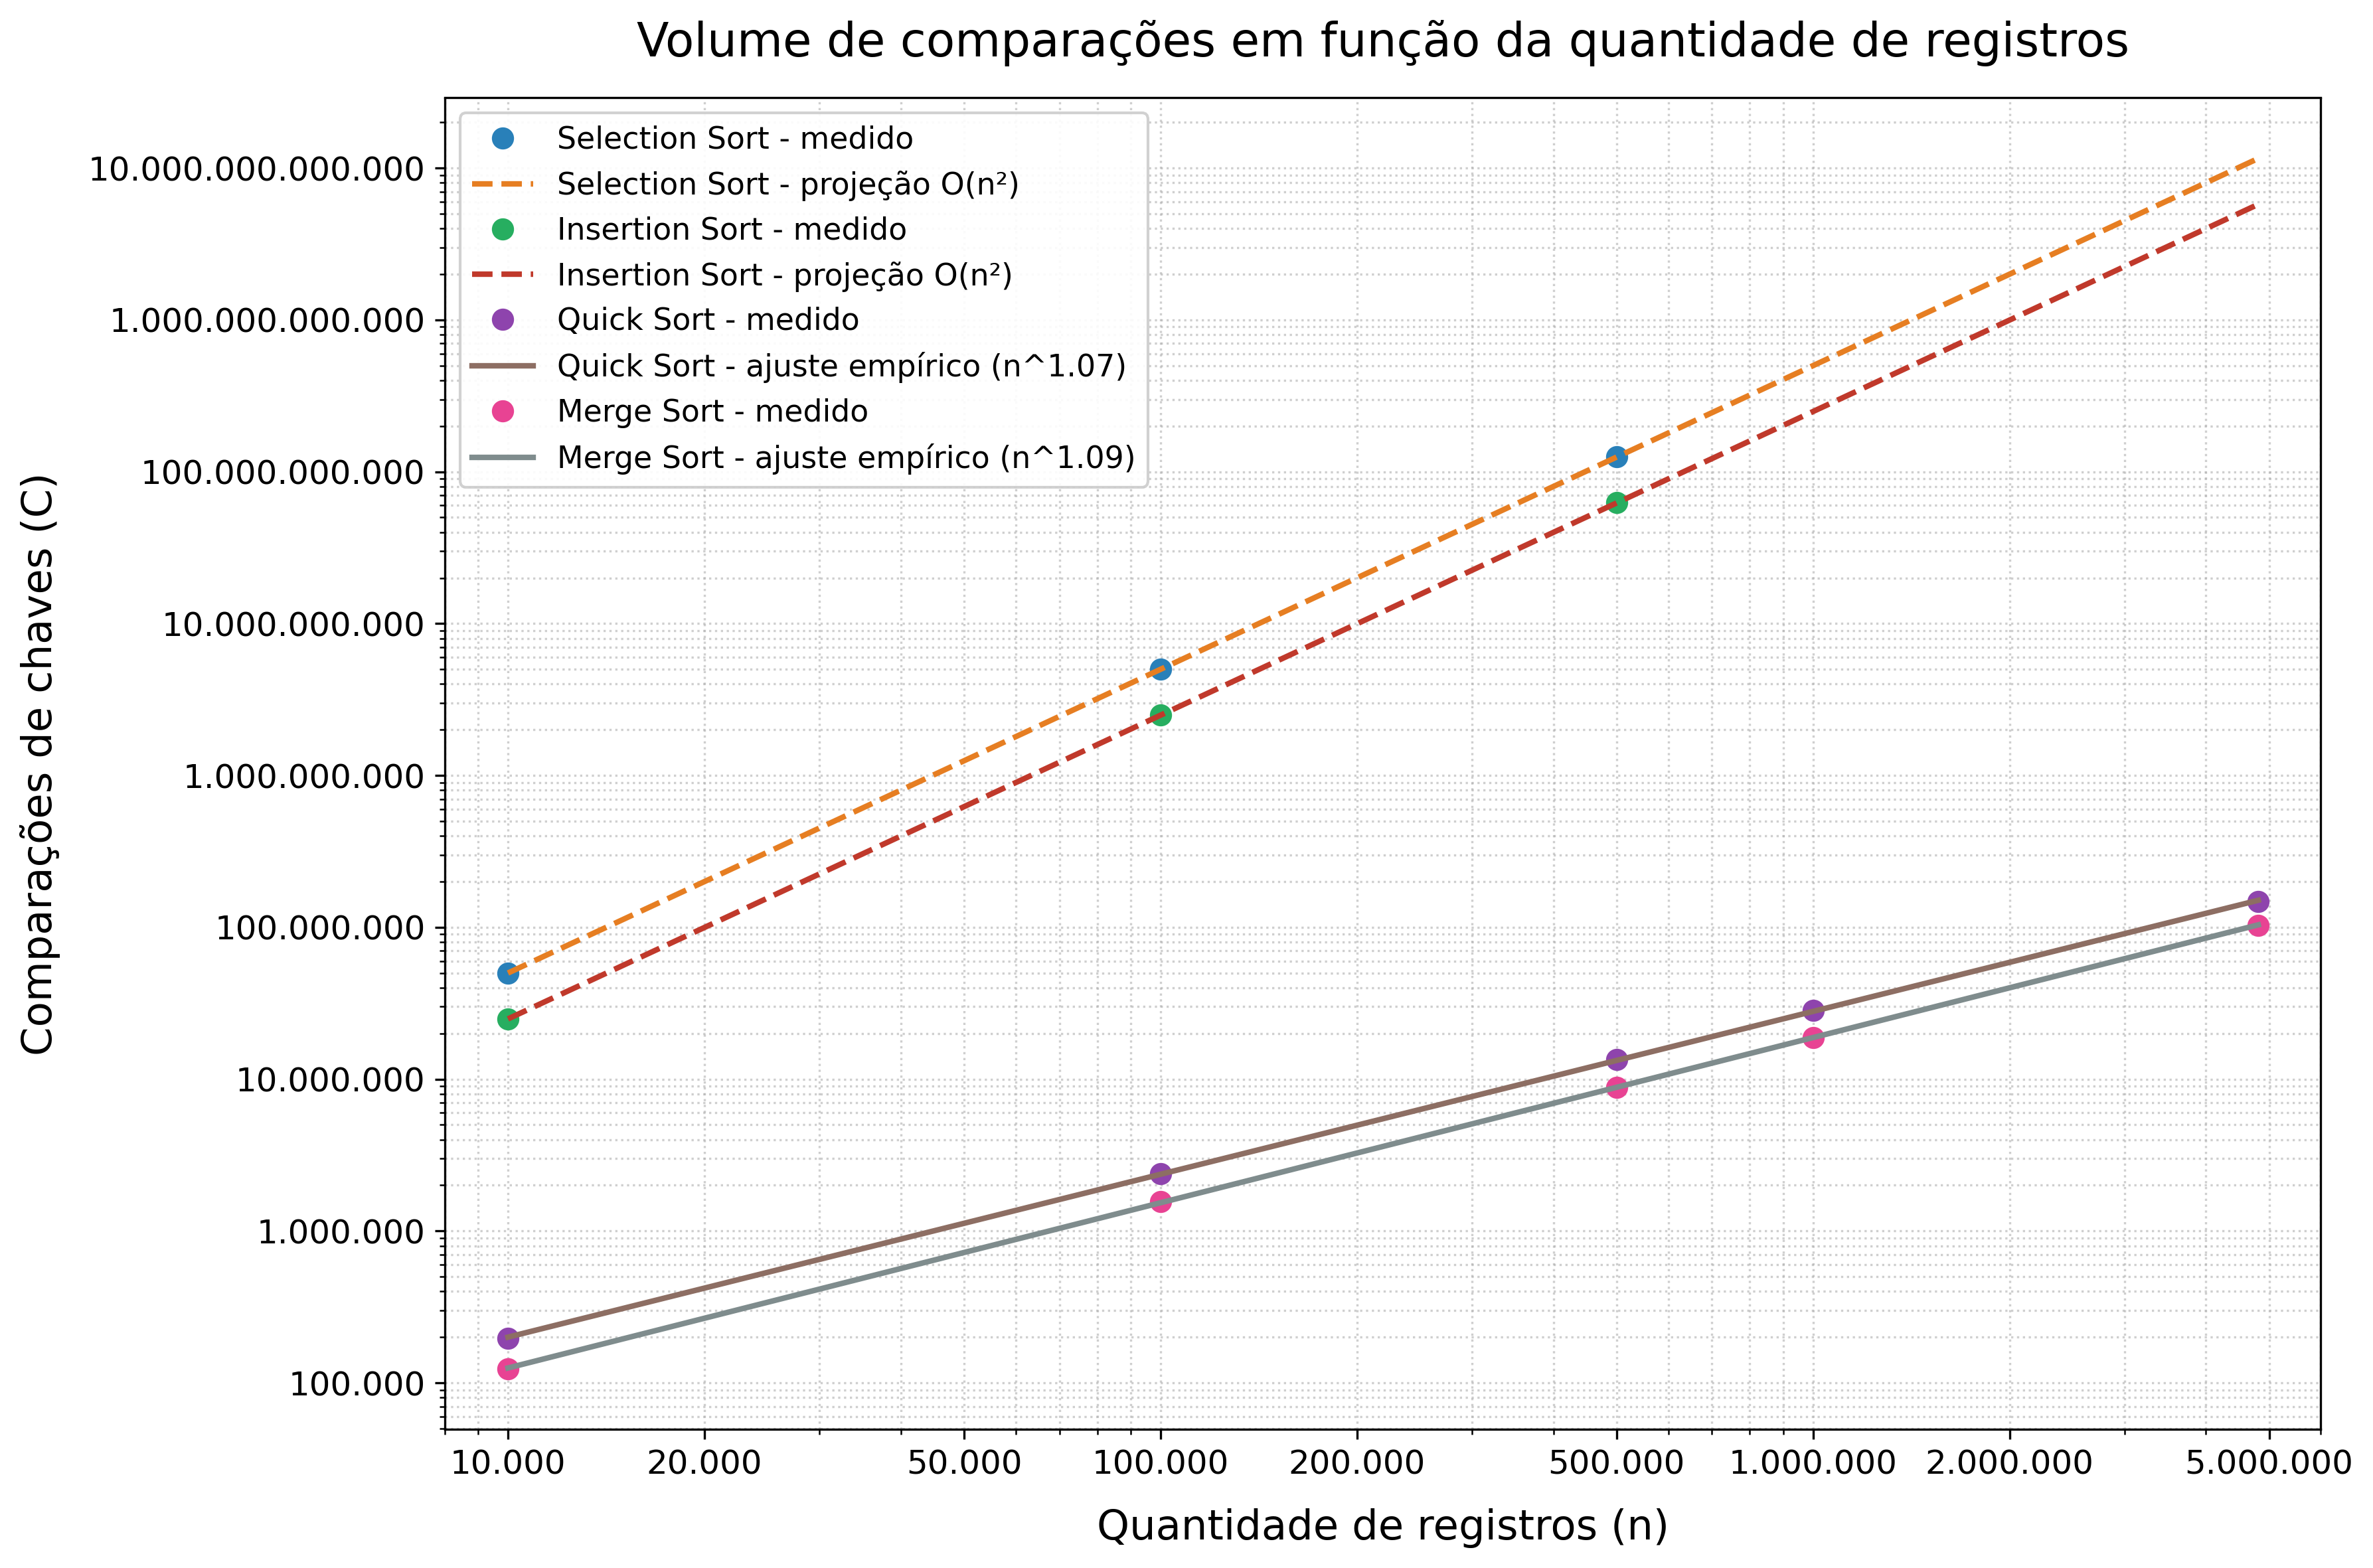 Volume de comparações em função da quantidade de registros
Selection Sort - medido
Selection Sort - projeção O(n²)
Insertion Sort - medido
Insertion Sort - projeção O(n²)
Quick Sort - medido
Quick Sort - ajuste empírico (n^1.07)
Merge Sort - medido
Merge Sort - ajuste empírico (n^1.09)
Comparações de chaves (C)
10.000.000.000.000
1.000.000.000.000
100.000.000.000
10.000.000.000
1.000.000.000
100.000.000
10.000.000
1.000.000
100.000
10.000 20.000 50.000 100.000 200.000 500.000 1.000.000 2.000.000 5.000.000
Quantidade de registros (n)